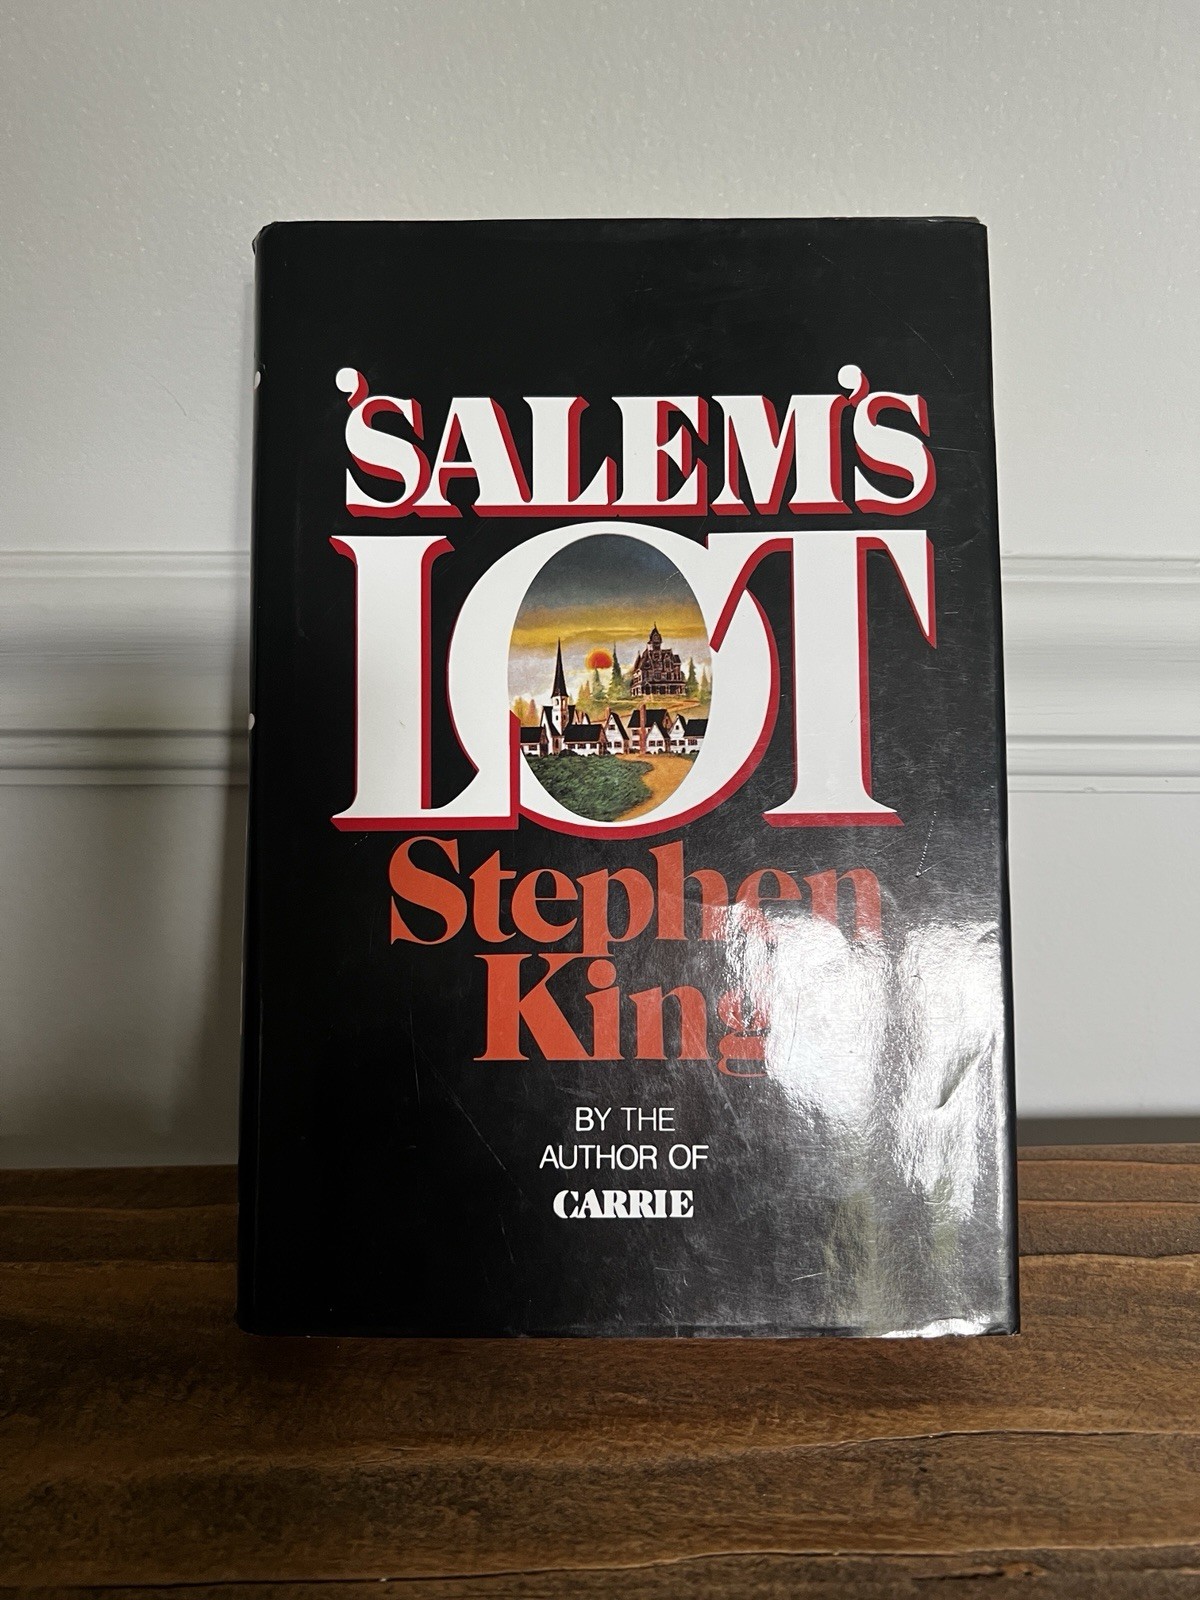 'SALEM'S
LOT
Stephen
King
BY THE
AUTHOR OF
CARRIE